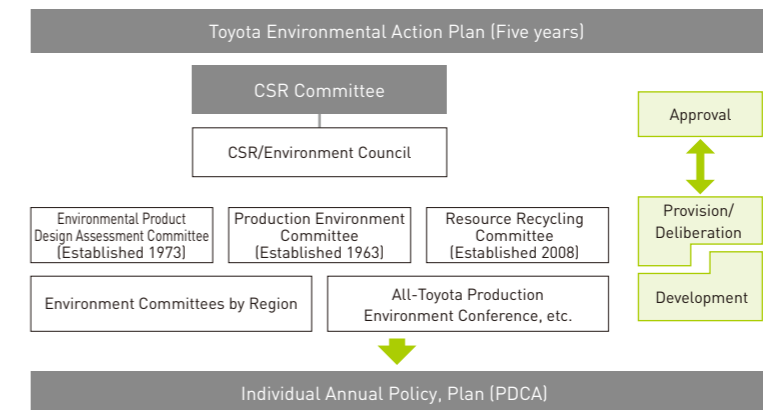 Toyota Environmental Action Plan (Five years)
CSR Committee
CSR/Environment Council
Approval
Environmental Product
Design Assessment Committee
(Established 1973)
Production Environment
Committee
(Established 1963)
Resource Recycling
Committee
(Established 2008)
Provision/
Deliberation
Environment Committees by Region
All-Toyota Production
Environment Conference, etc.
Development
Individual Annual Policy, Plan (PDCA)